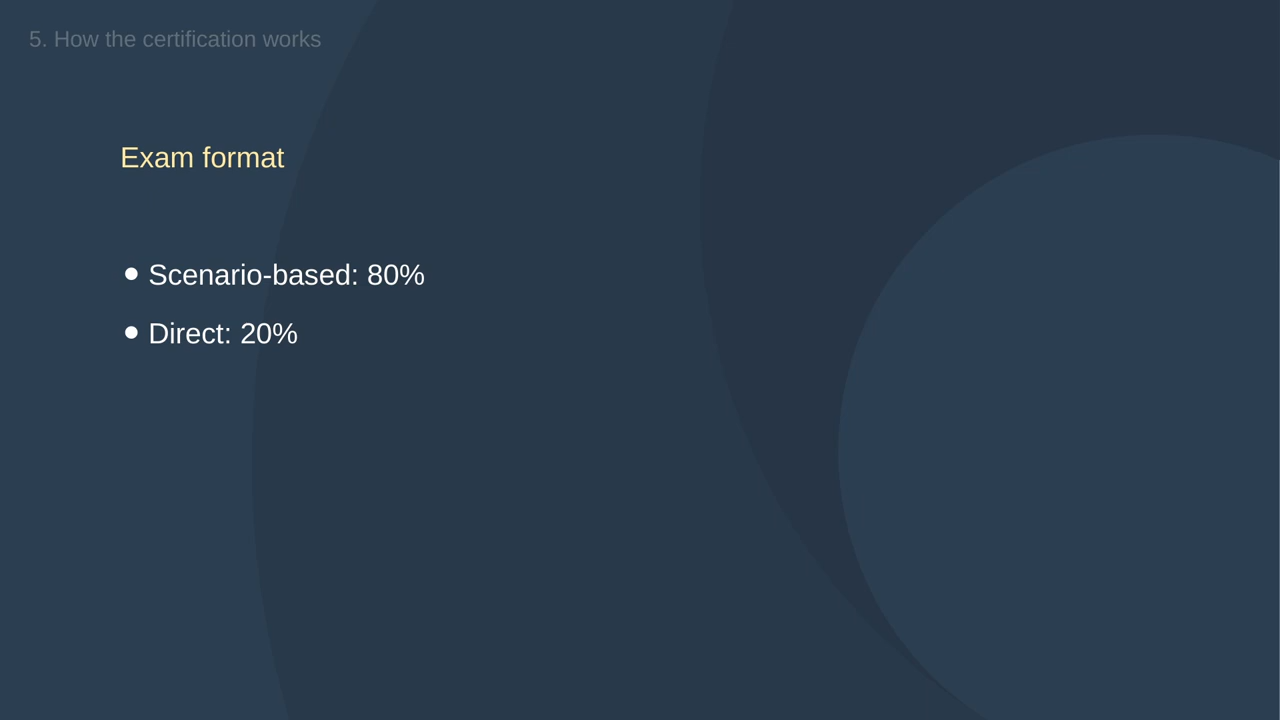 5. How the certification works
Exam format
● Scenario-based: 80%
● Direct: 20%